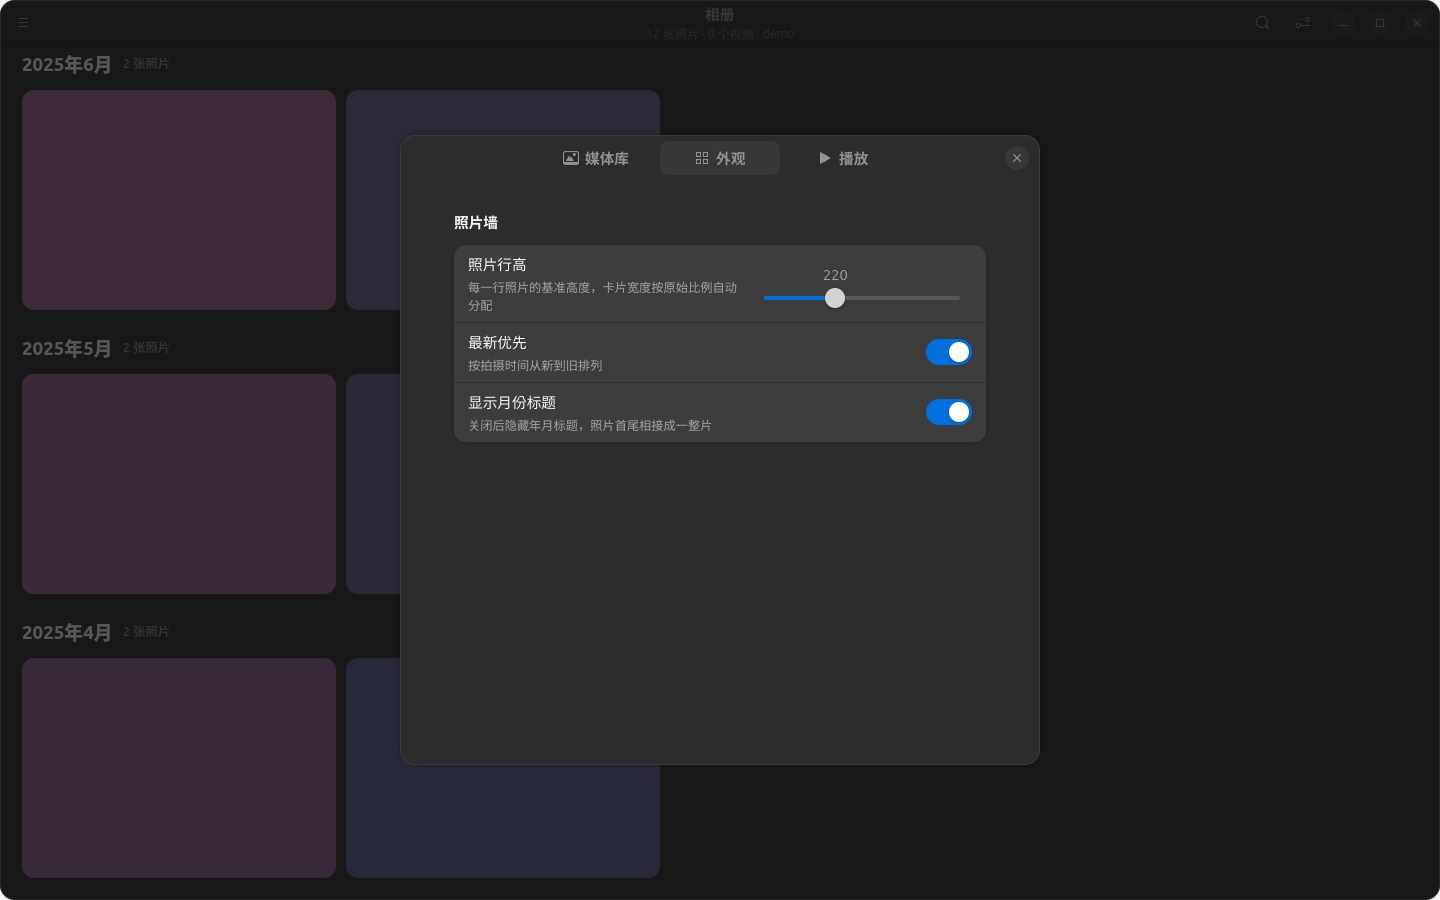 相册
12 张照片 · 0 个视频 · demo
2025年6月 2 张照片
媒体库 外观 播放
照片墙
照片行高
每一行照片的基准高度，卡片宽度按原始比例自动
分配
220
最新优先
按拍摄时间从新到旧排列
显示月份标题
关闭后隐藏年月标题，照片首尾相接成一整片
2025年5月 2 张照片
2025年4月 2 张照片